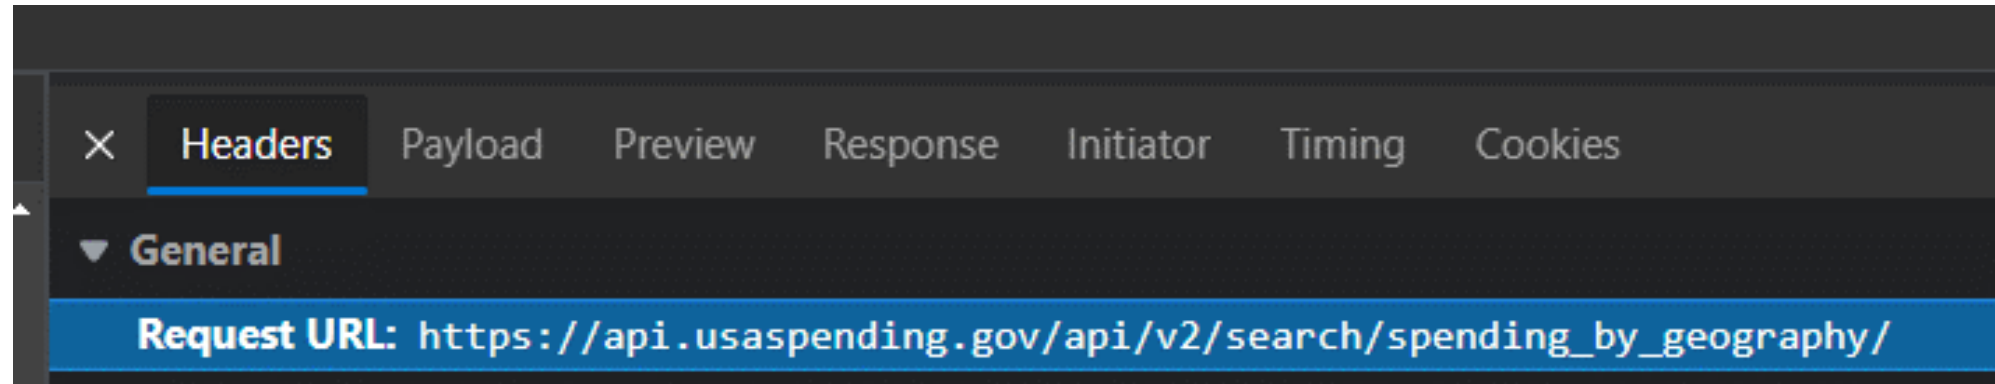 Headers Payload Preview Response Initiator Timing Cookies
General
Request URL: https://api.usaspending.gov/api/v2/search/spending_by_geography/